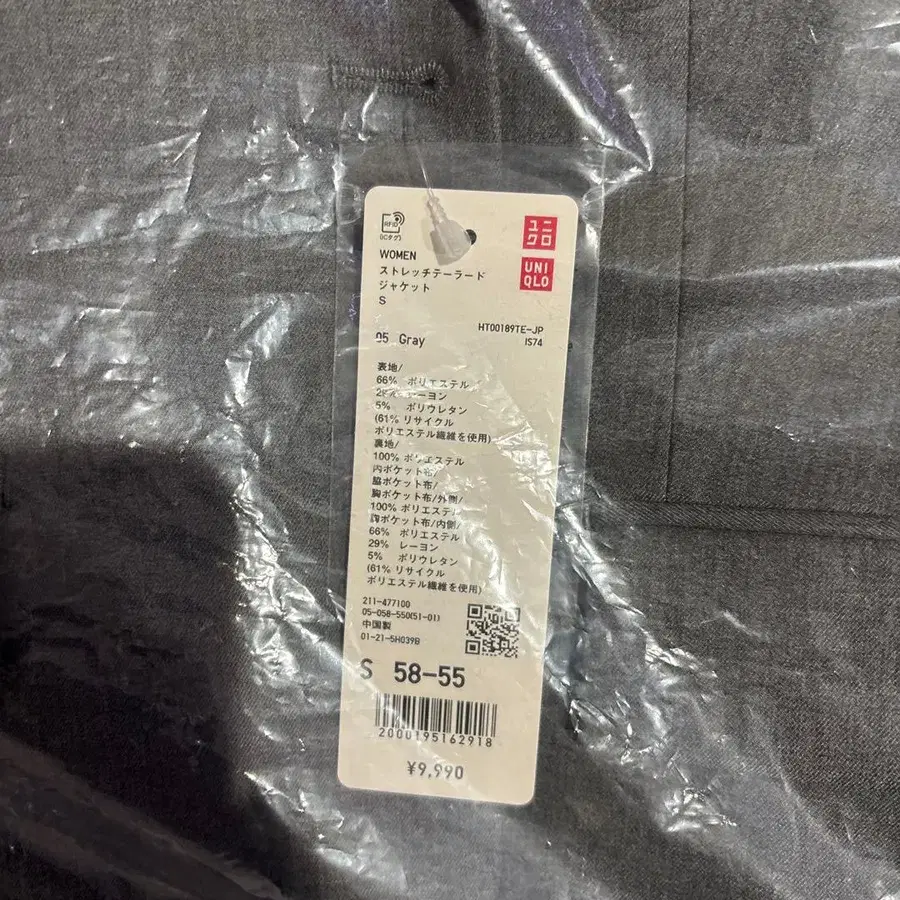 RFID
(ICタグ)
ユニ
クロ
UNI
QLO
WOMEN
ストレッチテーラード
ジャケット
S
HT00189TE-JP
05 Gray
IS74
表地/
66% ポリエステル
29% レーヨン
5% ポリウレタン
(61% リサイクル
ポリエステル繊維を使用)
裏地/
100% ポリエステル
内ポケット布/
脇ポケット布/
胸ポケット布/外側/
100% ポリエステル
胸ポケット布/内側/
66% ポリエステル
29% レーヨン
5% ポリウレタン
(61% リサイクル
ポリエステル繊維を使用)
211-477100
05-058-550(51-01)
中国製
01-21-5H039B
S 58-55
2000195162918
¥9,990